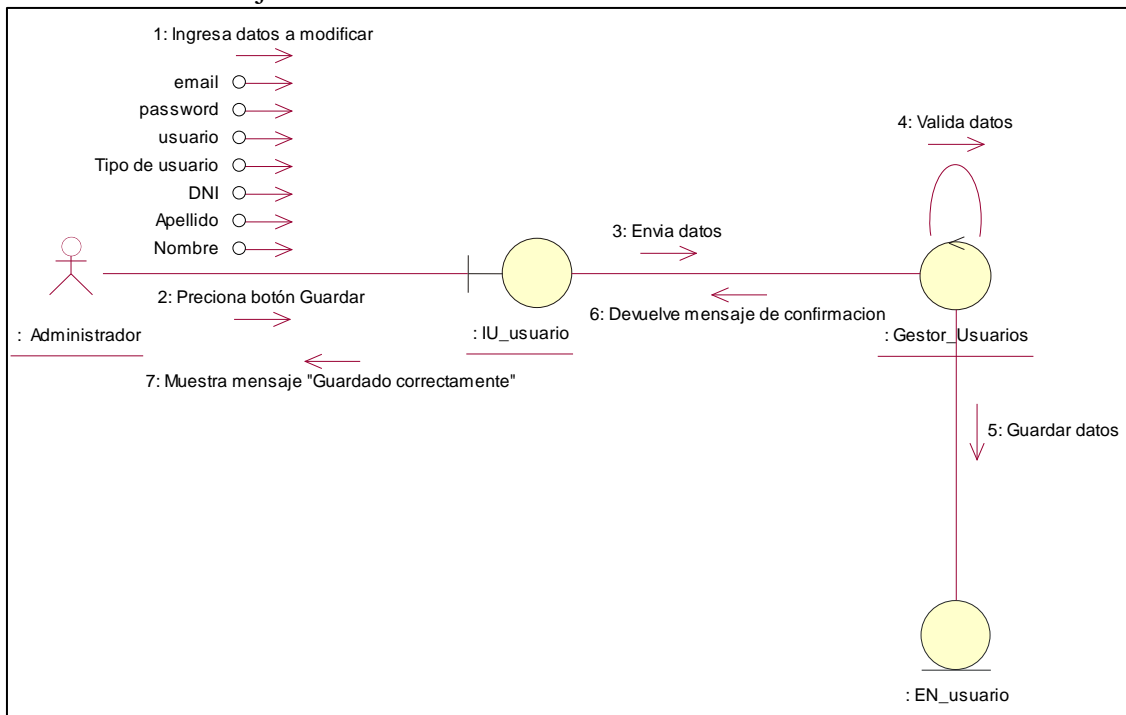 1: Ingresa datos a modificar
email
password
usuario
Tipo de usuario
DNI
Apellido
Nombre
4: Valida datos
3: Envia datos
2: Preciona botón Guardar
6: Devuelve mensaje de confirmacion
: Administrador
: IU_usuario
: Gestor_Usuarios
7: Muestra mensaje "Guardado correctamente"
5: Guardar datos
: EN_usuario